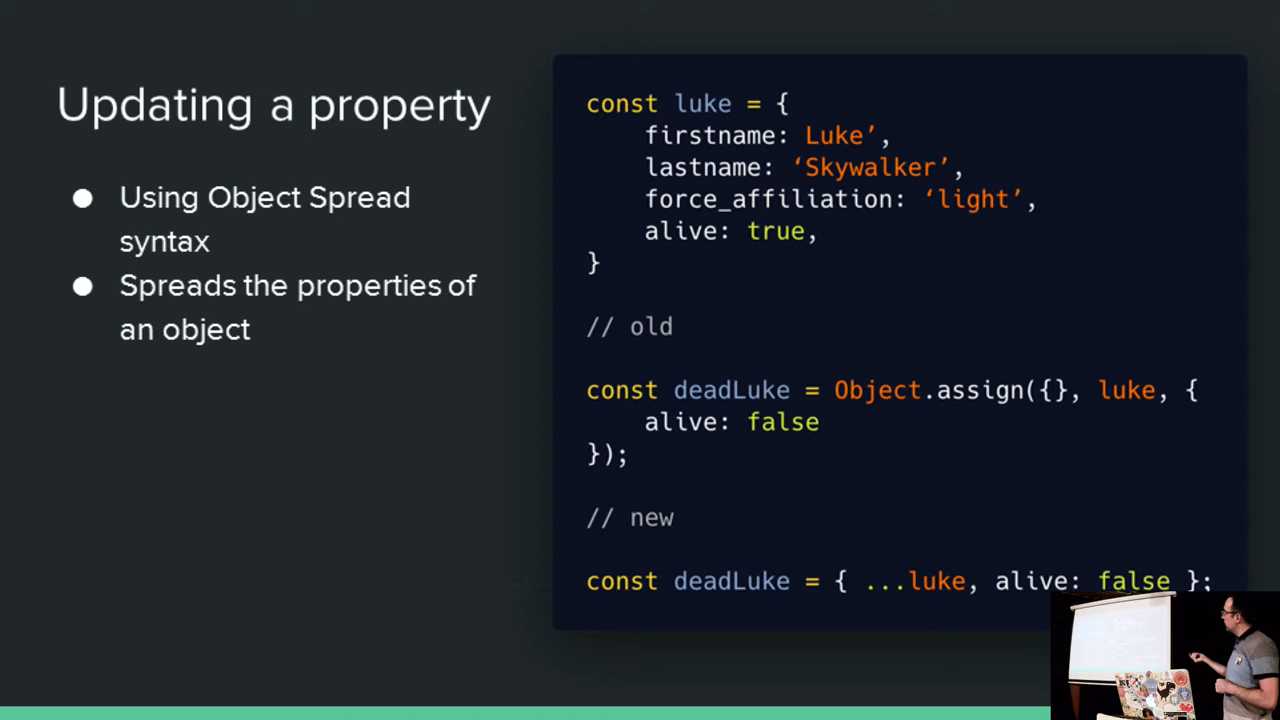 Updating a property
● Using Object Spread
syntax
● Spreads the properties of
an object
const luke = {
firstname: Luke’,
lastname: ‘Skywalker’,
force_affiliation: ‘light’,
alive: true,
}
// old
const deadLuke = Object.assign({}, luke, {
alive: false
});
// new
const deadLuke = { ...luke, alive: false };